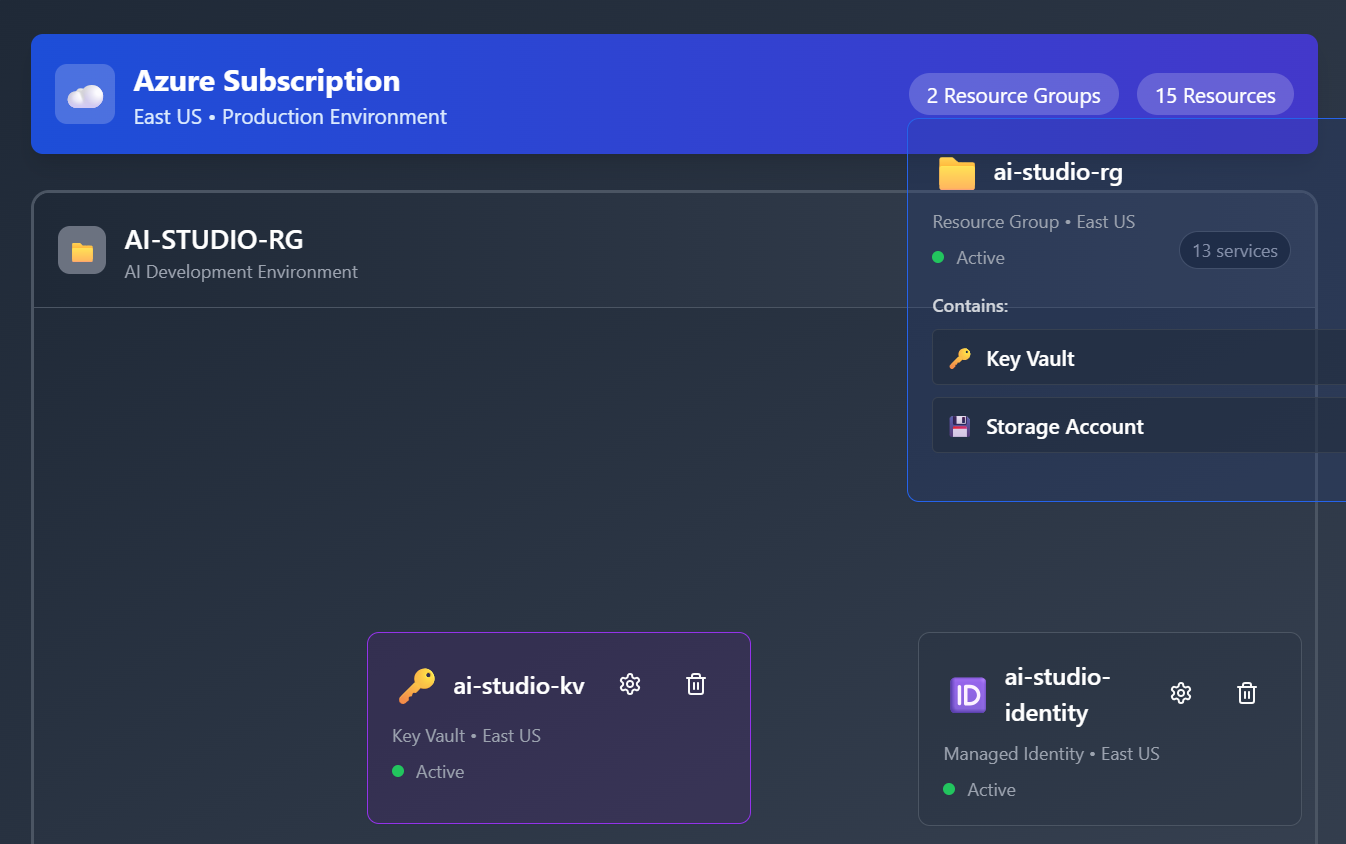 Azure Subscription
East US • Production Environment
2 Resource Groups
15 Resources
ai-studio-rg
Resource Group • East US
Active
13 services
Contains:
Key Vault
Storage Account
AI-STUDIO-RG
AI Development Environment
ai-studio-kv
Key Vault • East US
Active
ID
ai-studio-
identity
Managed Identity • East US
Active